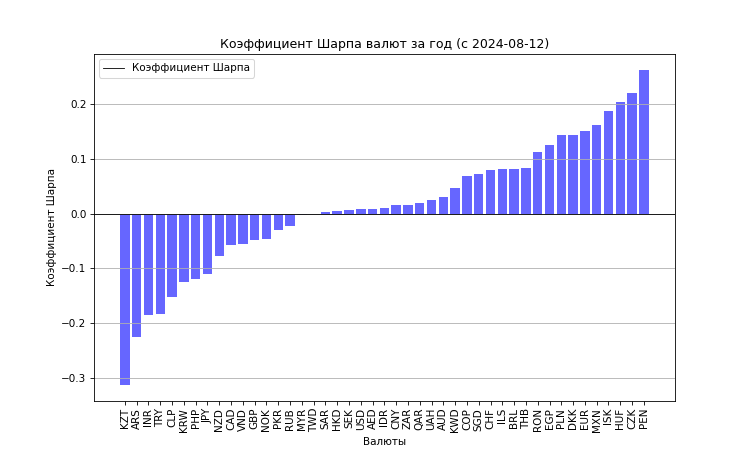 Коэффициент Шарпа валют за год (с 2024-08-12)
Коэффициент Шарпа
Коэффициент Шарпа
0.2
0.1
0.0
−0.1
−0.2
−0.3
KZT ARS INR TRY CLP KRW PHP JPY NZD CAD VND GBP NOK PKR RUB MYR TWD SAR HKD SEK USD AED IDR CNY ZAR QAR UAH AUD KWD COP SGD CHF ILS BRL THB RON EGP PLN DKK EUR MXN ISK HUF CZK PEN
Валюты